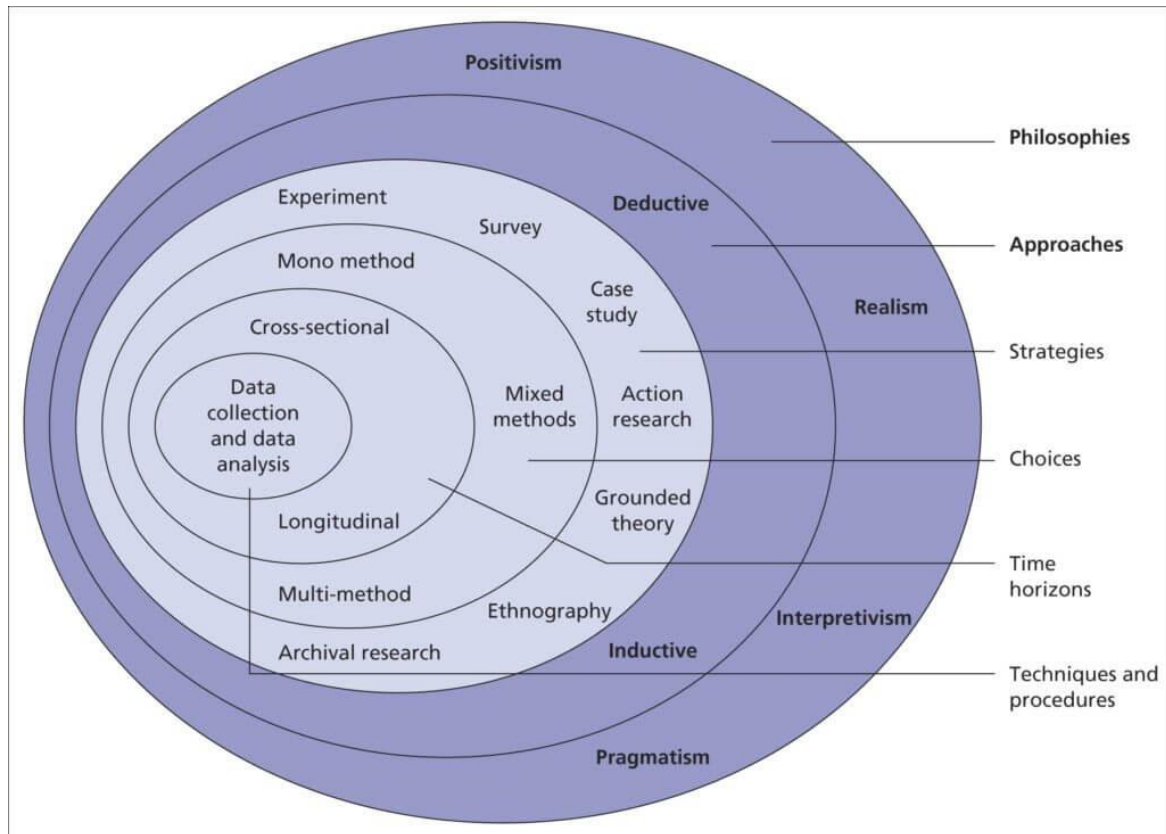 Positivism
Philosophies
Experiment
Deductive
Survey
Approaches
Mono method
Case
study
Realism
Cross-sectional
Strategies
Data
collection
and data
analysis
Mixed
methods
Action
research
Choices
Grounded
theory
Longitudinal
Time
horizons
Multi-method
Ethnography
Interpretivism
Archival research
Inductive
Techniques and
procedures
Pragmatism